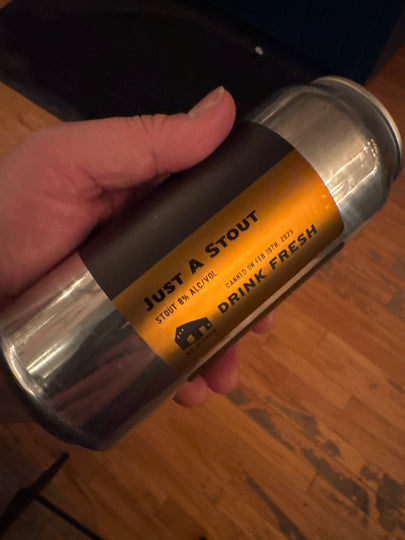 JUST A STOUT
STOUT 8% ALC/VOL
CANNED ON FEB 19TH, 2025
DRINK FRESH